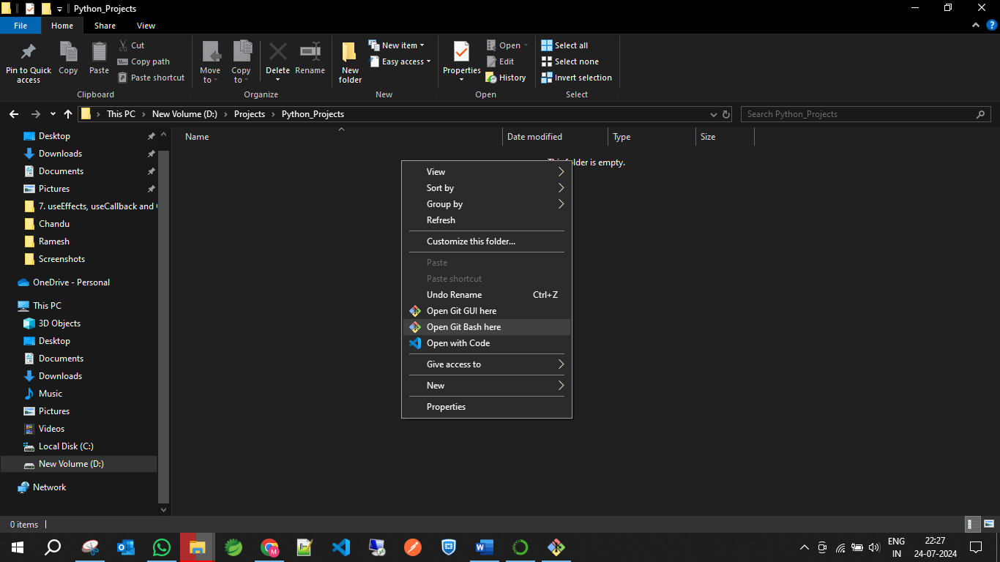 Python_Projects
File Home Share View
Pin to Quick access
Copy
Paste
Cut
Copy path
Paste shortcut
Clipboard
Move to
Copy to
Delete
Rename
Organize
New folder
New item
Easy access
New
Properties
Open
Edit
History
Open
Select all
Select none
Invert selection
Select
This PC New Volume (D:) Projects Python_Projects
Search Python_Projects
Desktop
Downloads
Documents
Pictures
7. useEffects, useCallback and
Chandu
Ramesh
Screenshots
OneDrive - Personal
This PC
3D Objects
Desktop
Documents
Downloads
Music
Pictures
Videos
Local Disk (C:)
New Volume (D:)
Network
Name Date modified Type Size
folder is empty.
View
Sort by
Group by
Refresh
Customize this folder...
Paste
Paste shortcut
Undo Rename Ctrl+Z
Open Git GUI here
Open Git Bash here
Open with Code
Give access to
New
Properties
0 items
M
ENG
IN
22:27
24-07-2024